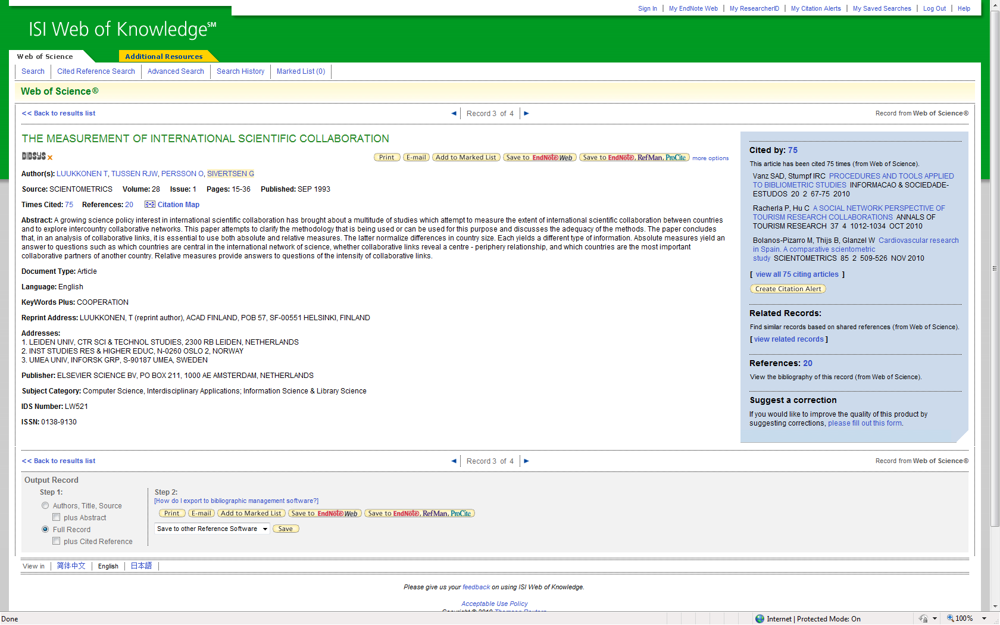 Sign In | My EndNote Web | My ResearcherID | My Citation Alerts | My Saved Searches | Log Out | Help
ISI Web of Knowledge℠
Web of Science
Additional Resources
Search Cited Reference Search Advanced Search Search History Marked List (0)
Web of Science®
<< Back to results list
Record 3 of 4
Record from Web of Science®
THE MEASUREMENT OF INTERNATIONAL SCIENTIFIC COLLABORATION
BIBSYS x
Print E-mail Add to Marked List Save to EndNote Web Save to EndNote, RefMan, ProCite more options
Author(s): LUUKKONEN T, TIJSSEN RJW, PERSSON O, SIVERTSEN G
Source: SCIENTOMETRICS Volume: 28 Issue: 1 Pages: 15-36 Published: SEP 1993
Times Cited: 75 References: 20 Citation Map
Abstract: A growing science policy interest in international scientific collaboration has brought about a multitude of studies which attempt to measure the extent of international scientific collaboration between countries
and to explore intercountry collaborative networks. This paper attempts to clarify the methodology that is being used or can be used for this purpose and discusses the adequacy of the methods. The paper concludes
that, in an analysis of collaborative links, it is essential to use both absolute and relative measures. The latter normalize differences in country size. Each yields a different type of information. Absolute measures yield an
answer to questions such as which countries are central in the international network of science, whether collaborative links reveal a centre - periphery relationship, and which countries are the most important
collaborative partners of another country. Relative measures provide answers to questions of the intensity of collaborative links.
Document Type: Article
Language: English
KeyWords Plus: COOPERATION
Reprint Address: LUUKKONEN, T (reprint author), ACAD FINLAND, POB 57, SF-00551 HELSINKI, FINLAND
Addresses:
1. LEIDEN UNIV, CTR SCI & TECHNOL STUDIES, 2300 RB LEIDEN, NETHERLANDS
2. INST STUDIES RES & HIGHER EDUC, N-0260 OSLO 2, NORWAY
3. UMEA UNIV, INFORSK GRP, S-90187 UMEA, SWEDEN
Publisher: ELSEVIER SCIENCE BV, PO BOX 211, 1000 AE AMSTERDAM, NETHERLANDS
Subject Category: Computer Science, Interdisciplinary Applications; Information Science & Library Science
IDS Number: LW521
ISSN: 0138-9130
Cited by: 75
This article has been cited 75 times (from Web of Science).
Vanz SAD, Stumpf IRC PROCEDURES AND TOOLS APPLIED
TO BIBLIOMETRIC STUDIES INFORMACAO & SOCIEDADE-
ESTUDOS 20 2 67-75 2010
Racherla P, Hu C A SOCIAL NETWORK PERSPECTIVE OF
TOURISM RESEARCH COLLABORATIONS ANNALS OF
TOURISM RESEARCH 37 4 1012-1034 OCT 2010
Bolanos-Pizarro M, Thijs B, Glanzel W Cardiovascular research
in Spain. A comparative scientometric
study SCIENTOMETRICS 85 2 509-526 NOV 2010
[ view all 75 citing articles ]
Create Citation Alert
Related Records:
Find similar records based on shared references (from Web of Science).
[ view related records ]
References: 20
View the bibliography of this record (from Web of Science).
Suggest a correction
If you would like to improve the quality of this product by
suggesting corrections, please fill out this form.
<< Back to results list
Record 3 of 4
Record from Web of Science®
Output Record
Step 1:
Authors, Title, Source
plus Abstract
Full Record
plus Cited Reference
Step 2:
[How do I export to bibliographic management software?]
Print E-mail Add to Marked List Save to EndNote Web Save to EndNote, RefMan, ProCite
Save to other Reference Software Save
View in 简体中文 English 日本語
Please give us your feedback on using ISI Web of Knowledge.
Acceptable Use Policy
Copyright © 2010 Thomson Reuters
Done
Internet | Protected Mode: On
100%